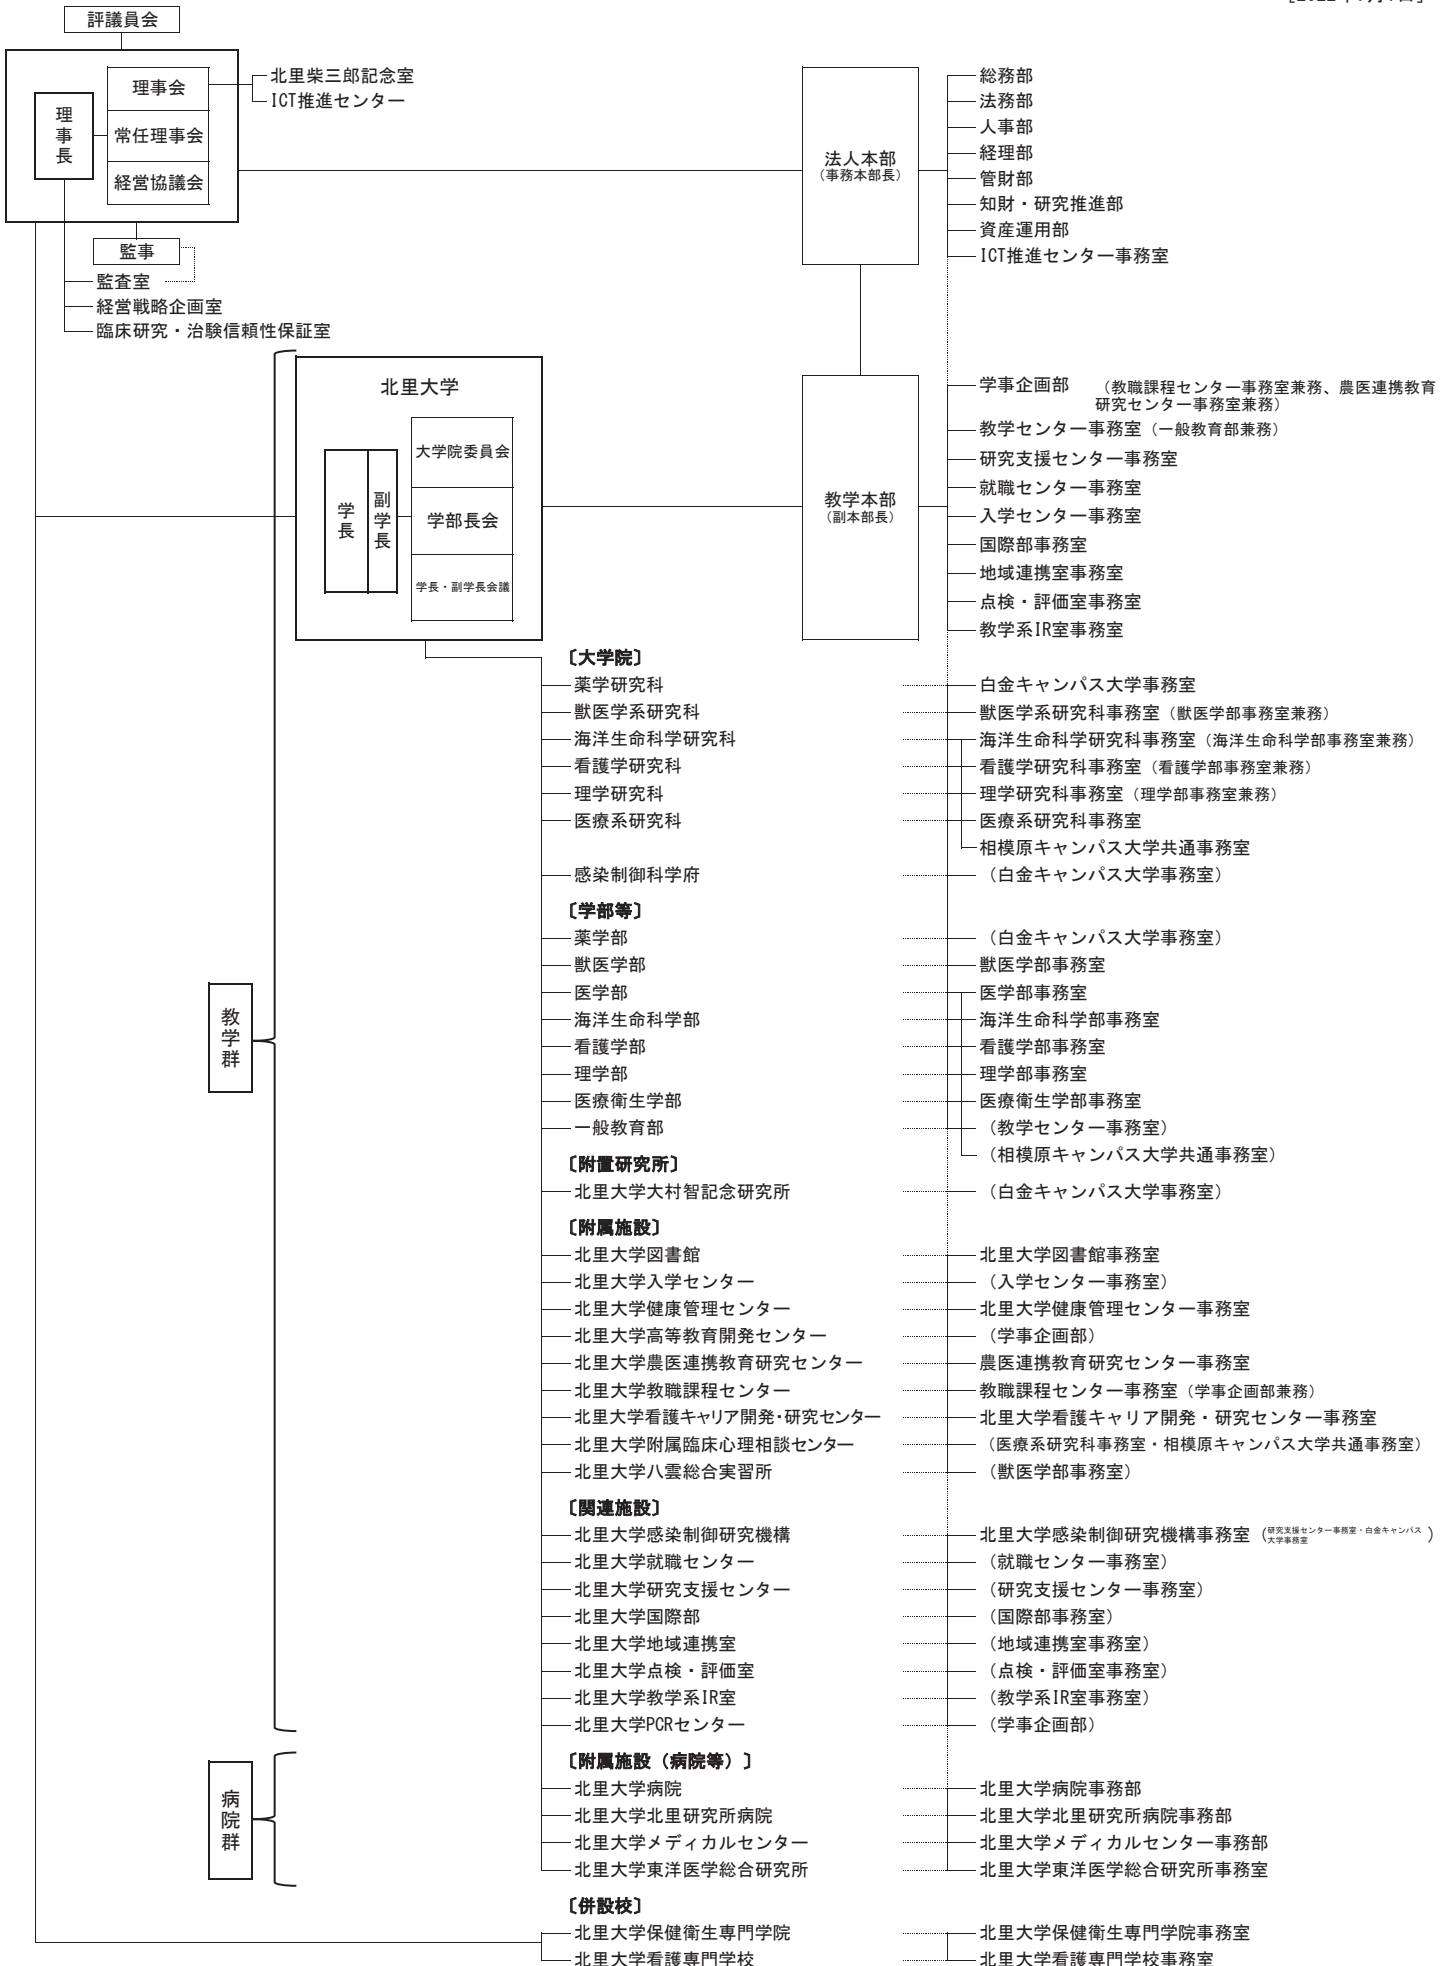 評議員会
理事長
理事会
常任理事会
経営協議会
北里柴三郎記念室
ICT推進センター
監事
監査室
経営戦略企画室
臨床研究・治験信頼性保証室
法人本部
（事務本部長）
総務部
法務部
人事部
経理部
管財部
知財・研究推進部
資産運用部
ICT推進センター事務室
北里大学
学長
副学長
大学院委員会
学部長会
学長・副学長会議
教学本部
（副本部長）
学事企画部 （教職課程センター事務室兼務、農医連携教育
研究センター事務室兼務）
教学センター事務室（一般教育部兼務）
研究支援センター事務室
就職センター事務室
入学センター事務室
国際部事務室
地域連携室事務室
点検・評価室事務室
教学系IR室事務室
教学群
〔大学院〕
薬学研究科 白金キャンパス大学事務室
獣医学系研究科 獣医学系研究科事務室（獣医学部事務室兼務）
海洋生命科学研究科 海洋生命科学研究科事務室（海洋生命科学部事務室兼務）
看護学研究科 看護学研究科事務室（看護学部事務室兼務）
理学研究科 理学研究科事務室（理学部事務室兼務）
医療系研究科 医療系研究科事務室
相模原キャンパス大学共通事務室
感染制御科学府 （白金キャンパス大学事務室）
〔学部等〕
薬学部 （白金キャンパス大学事務室）
獣医学部 獣医学部事務室
医学部 医学部事務室
海洋生命科学部 海洋生命科学部事務室
看護学部 看護学部事務室
理学部 理学部事務室
医療衛生学部 医療衛生学部事務室
一般教育部 （教学センター事務室）
（相模原キャンパス大学共通事務室）
〔附置研究所〕
北里大学大村智記念研究所 （白金キャンパス大学事務室）
〔附属施設〕
北里大学図書館 北里大学図書館事務室
北里大学入学センター （入学センター事務室）
北里大学健康管理センター 北里大学健康管理センター事務室
北里大学高等教育開発センター （学事企画部）
北里大学農医連携教育研究センター 農医連携教育研究センター事務室
北里大学教職課程センター 教職課程センター事務室（学事企画部兼務）
北里大学看護キャリア開発・研究センター 北里大学看護キャリア開発・研究センター事務室
北里大学附属臨床心理相談センター （医療系研究科事務室・相模原キャンパス大学共通事務室）
北里大学八雲総合実習所 （獣医学部事務室）
〔関連施設〕
北里大学感染制御研究機構 北里大学感染制御研究機構事務室（研究支援センター事務室・白金キャンパス
大学事務室）
北里大学就職センター （就職センター事務室）
北里大学研究支援センター （研究支援センター事務室）
北里大学国際部 （国際部事務室）
北里大学地域連携室 （地域連携室事務室）
北里大学点検・評価室 （点検・評価室事務室）
北里大学教学系IR室 （教学系IR室事務室）
北里大学PCRセンター （学事企画部）
病院群
〔附属施設（病院等）〕
北里大学病院 北里大学病院事務部
北里大学北里研究所病院 北里大学北里研究所病院事務部
北里大学メディカルセンター 北里大学メディカルセンター事務部
北里大学東洋医学総合研究所 北里大学東洋医学総合研究所事務室
〔併設校〕
北里大学保健衛生専門学院 北里大学保健衛生専門学院事務室
北里大学看護専門学校 北里大学看護専門学校事務室